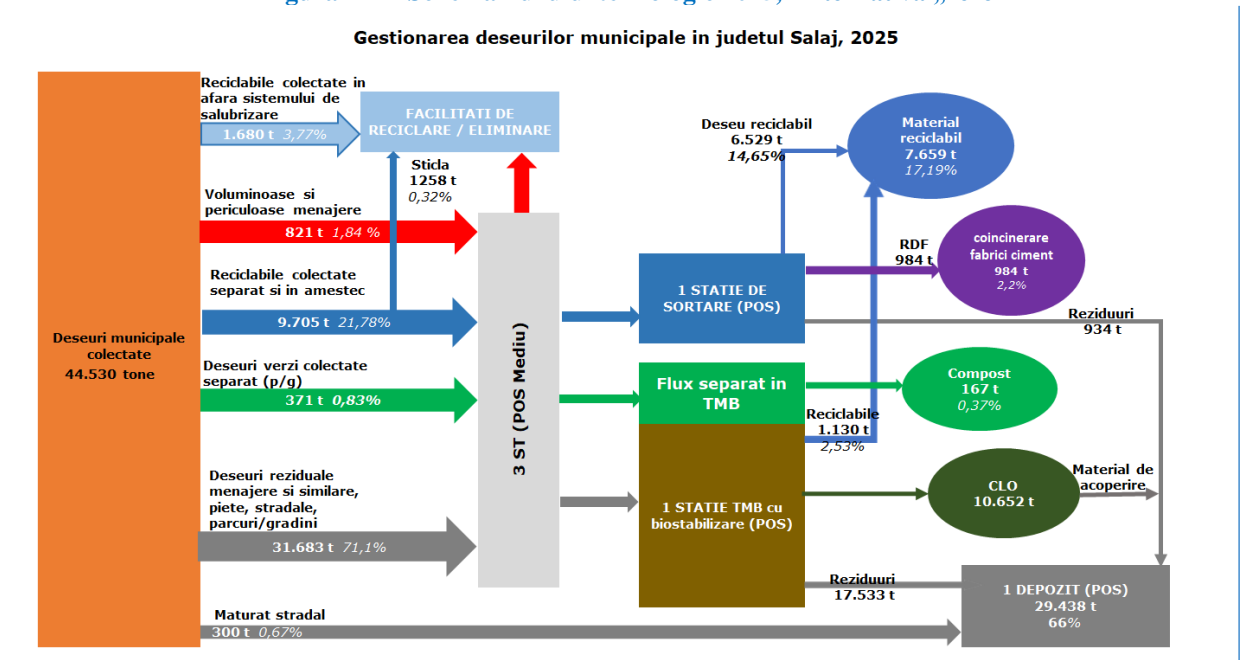 Gestionarea deseurilor municipale in judetul Salaj, 2025
Reciclabile colectate in
afara sistemului de
salubrizare
1.680 t 3,77%
FACILITATI DE
RECICLARE / ELIMINARE
Sticla
1258 t
0,32%
Voluminoase si
periculoase menajere
821 t 1,84 %
Reciclabile colectate
separat si in amestec
9.705 t 21,78%
Deseuri municipale
colectate
44.530 tone
Deseuri verzi colectate
separat (p/g)
371 t 0,83%
Deseuri reziduale
menajere si similare,
piete, stradale,
parcuri/gradini
31.683 t 71,1%
Maturat stradal
300 t 0,67%
3 ST (POS Mediu)
1 STATIE DE
SORTARE (POS)
Flux separat in
TMB
1 STATIE TMB cu
biostabilizare (POS)
Deseu reciclabil
6.529 t
14,65%
Material
reciclabil
7.659 t
17,19%
RDF
984 t
coincinerare
fabrici ciment
984 t
2,2%
Reziduuri
934 t
Compost
167 t
0,37%
Reciclabile
1.130 t
2,53%
CLO
10.652 t
Material de
acoperire
Reziduuri
17.533 t
1 DEPOZIT (POS)
29.438 t
66%